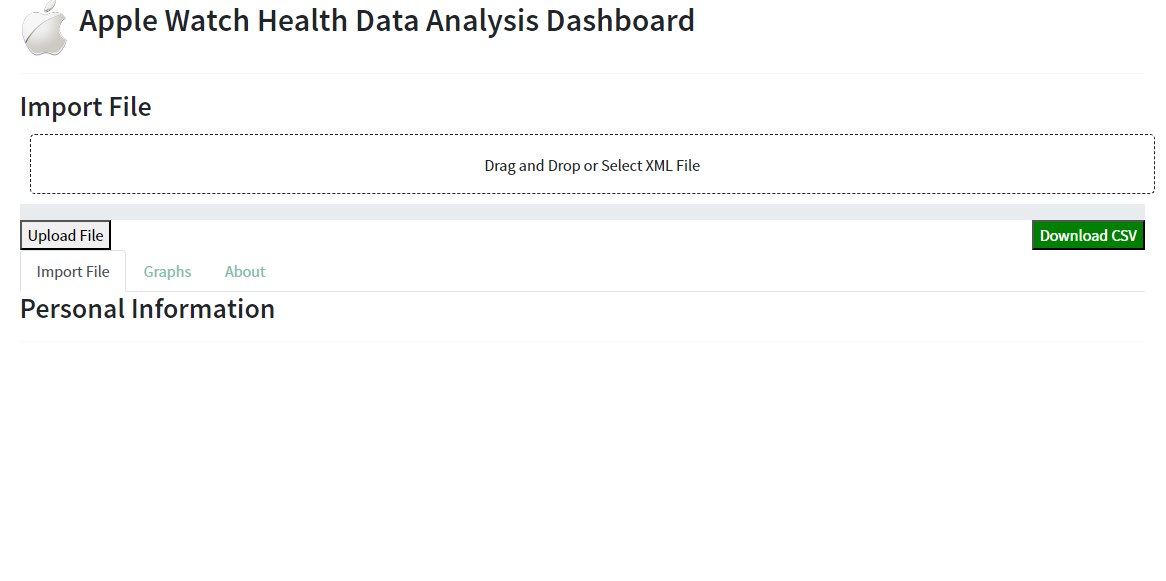 Apple Watch Health Data Analysis Dashboard
Import File
Drag and Drop or Select XML File
Upload File
Download CSV
Import File
Graphs
About
Personal Information